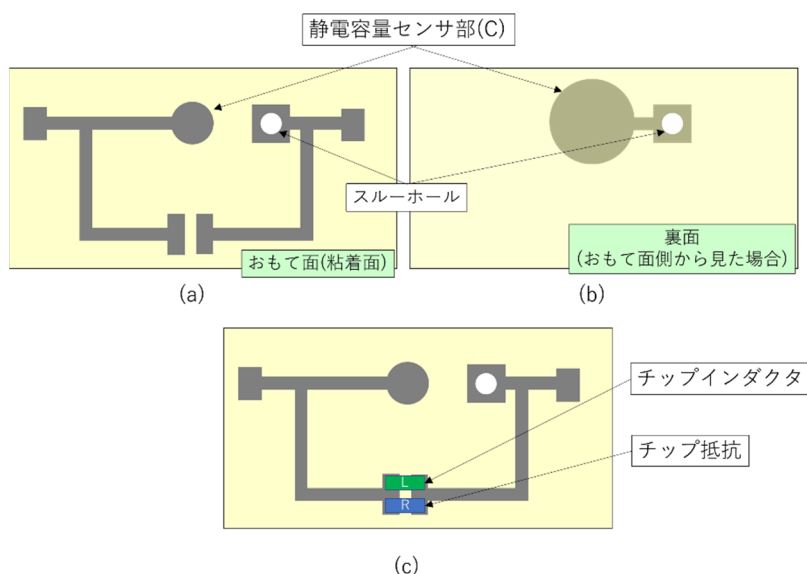 静電容量センサ部(C)
スルーホール
おもて面(粘着面)
裏面
(おもて面側から見た場合)
(a)
(b)
チップインダクタ
チップ抵抗
L
R
(c)